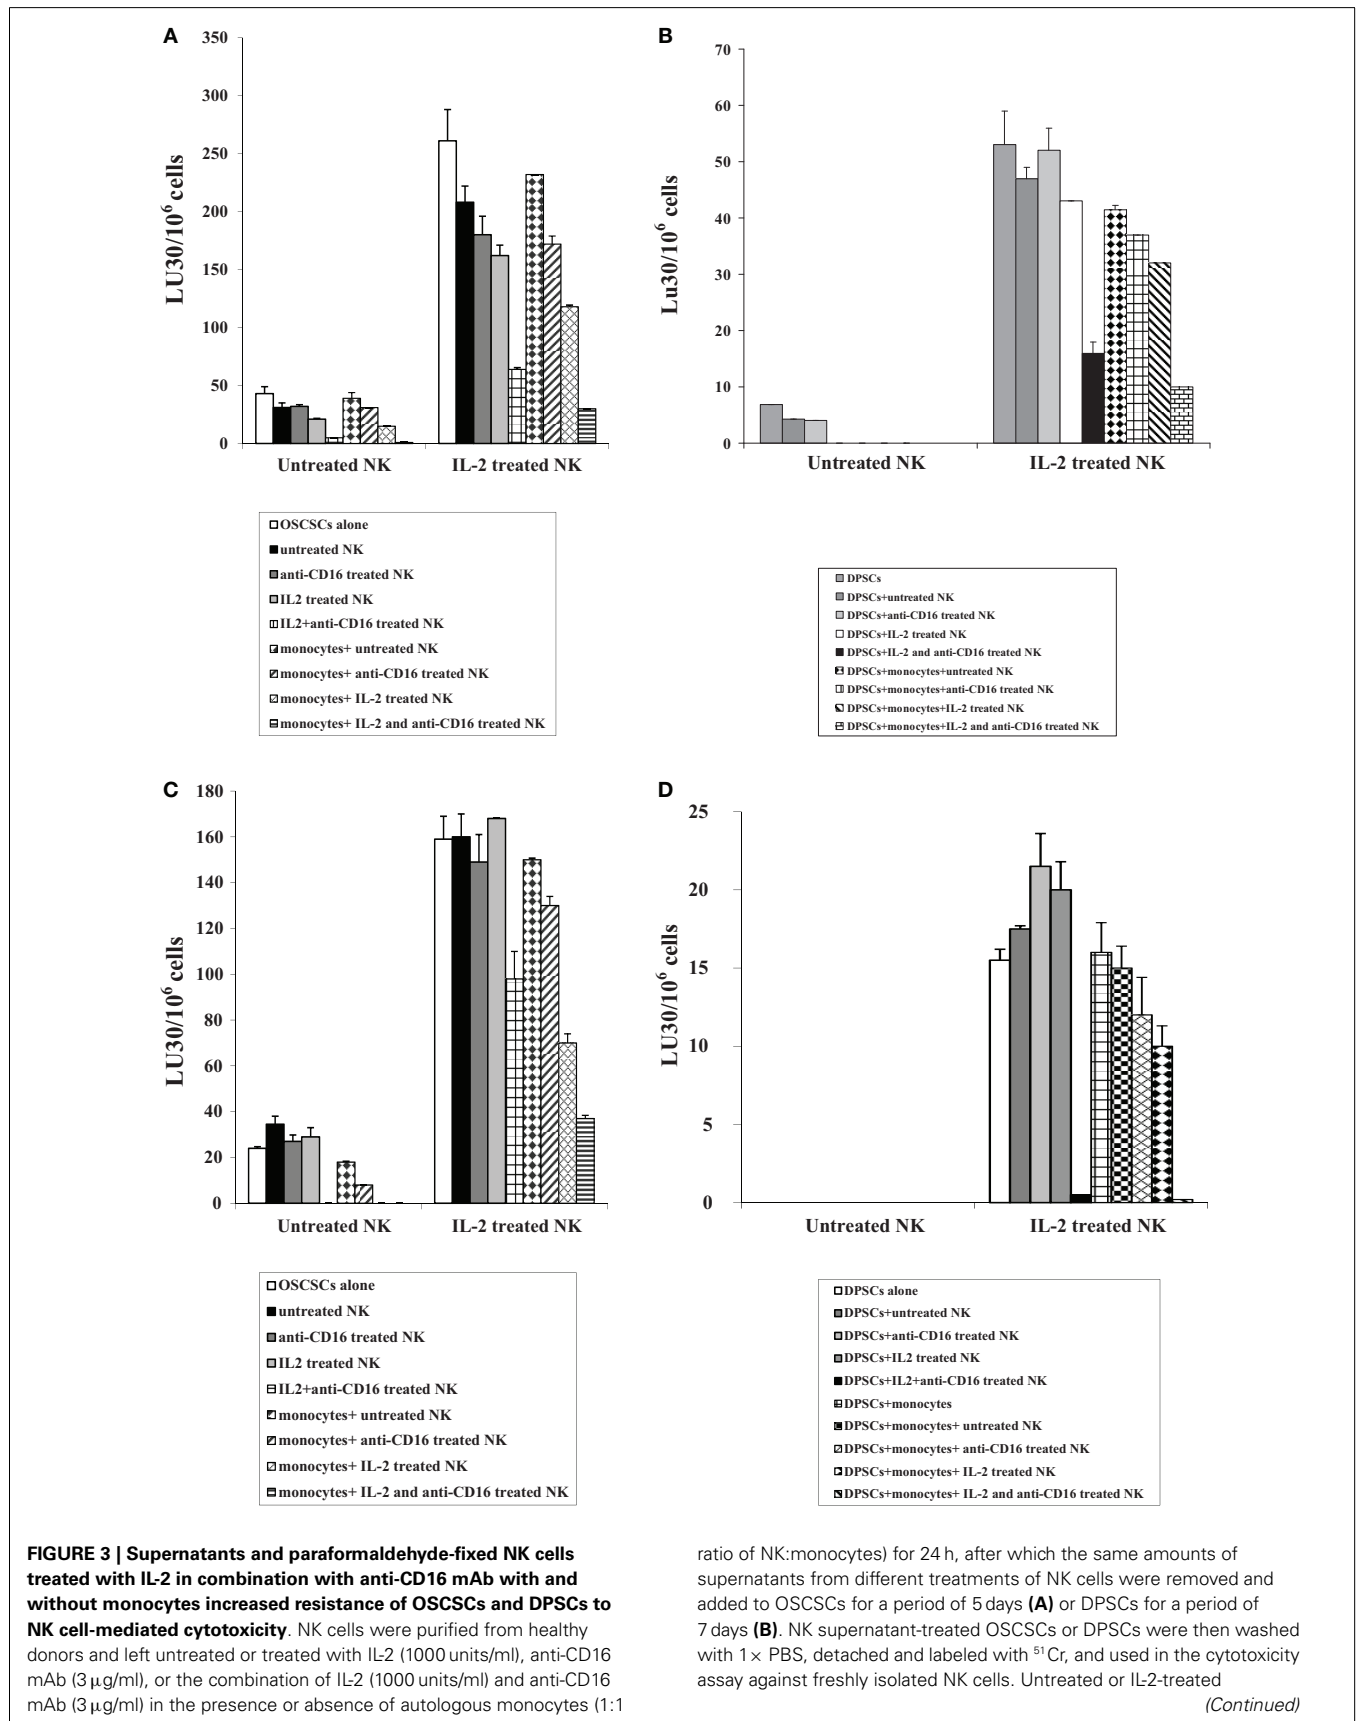 A
350
300
250
200
150
100
50
0
LU30/10⁶ cells
Untreated NK
IL-2 treated NK
OSCSCs alone
untreated NK
anti-CD16 treated NK
IL2 treated NK
IL2+anti-CD16 treated NK
monocytes+ untreated NK
monocytes+ anti-CD16 treated NK
monocytes+ IL-2 treated NK
monocytes+ IL-2 and anti-CD16 treated NK
B
70
60
50
40
30
20
10
0
Lu30/10⁶ cells
Untreated NK
IL-2 treated NK
DPSCs
DPSCs+untreated NK
DPSCs+anti-CD16 treated NK
DPSCs+IL-2 treated NK
DPSCs+IL-2 and anti-CD16 treated NK
DPSCs+monocytes+untreated NK
DPSCs+monocytes+anti-CD16 treated NK
DPSCs+monocytes+IL-2 treated NK
DPSCs+monocytes+IL-2 and anti-CD16 treated NK
C
180
160
140
120
100
80
60
40
20
0
LU30/10⁶ cells
Untreated NK
IL-2 treated NK
OSCSCs alone
untreated NK
anti-CD16 treated NK
IL2 treated NK
IL2+anti-CD16 treated NK
monocytes+ untreated NK
monocytes+ anti-CD16 treated NK
monocytes+ IL-2 treated NK
monocytes+ IL-2 and anti-CD16 treated NK
D
25
20
15
10
5
0
LU30/10⁶ cells
Untreated NK
IL-2 treated NK
DPSCs alone
DPSCs+untreated NK
DPSCs+anti-CD16 treated NK
DPSCs+IL2 treated NK
DPSCs+IL2+anti-CD16 treated NK
DPSCs+monocytes
DPSCs+monocytes+ untreated NK
DPSCs+monocytes+ anti-CD16 treated NK
DPSCs+monocytes+ IL-2 treated NK
DPSCs+monocytes+ IL-2 and anti-CD16 treated NK
FIGURE 3 | Supernatants and paraformaldehyde-fixed NK cells
treated with IL-2 in combination with anti-CD16 mAb with and
without monocytes increased resistance of OSCSCs and DPSCs to
NK cell-mediated cytotoxicity. NK cells were purified from healthy
donors and left untreated or treated with IL-2 (1000 units/ml), anti-CD16
mAb (3 μg/ml), or the combination of IL-2 (1000 units/ml) and anti-CD16
mAb (3 μg/ml) in the presence or absence of autologous monocytes (1:1
ratio of NK:monocytes) for 24 h, after which the same amounts of
supernatants from different treatments of NK cells were removed and
added to OSCSCs for a period of 5 days (A) or DPSCs for a period of
7 days (B). NK supernatant-treated OSCSCs or DPSCs were then washed
with 1× PBS, detached and labeled with ⁵¹Cr, and used in the cytotoxicity
assay against freshly isolated NK cells. Untreated or IL-2-treated
(Continued)